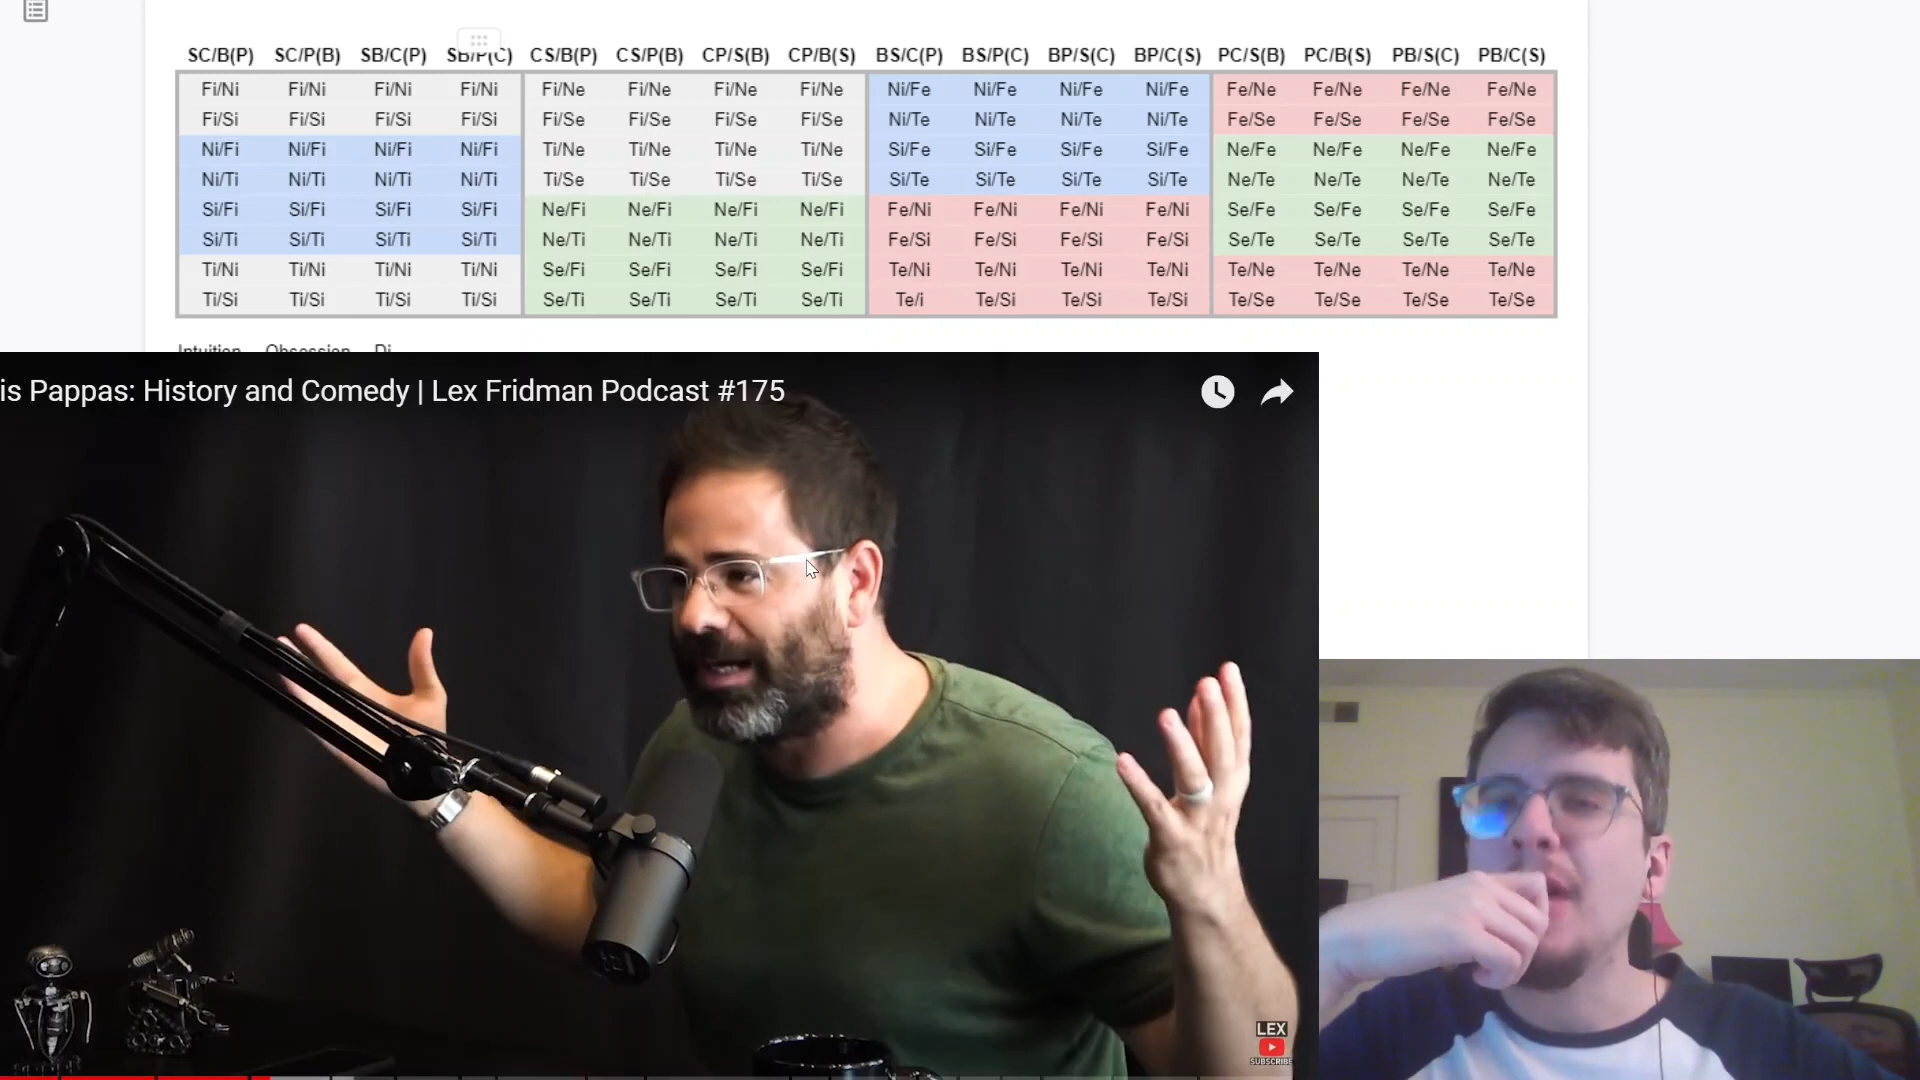 SC/B(P) SC/P(B) SB/C(P) SB/P(C) CS/B(P) CS/P(B) CP/S(B) CP/B(S) BS/C(P) BS/P(C) BP/S(C) BP/C(S) PC/S(B) PC/B(S) PB/S(C) PB/C(S)
Fi/Ni Fi/Ni Fi/Ni Fi/Ni Fi/Ne Fi/Ne Fi/Ne Fi/Ne Ni/Fe Ni/Fe Ni/Fe Ni/Fe Fe/Ne Fe/Ne Fe/Ne Fe/Ne
Fi/Si Fi/Si Fi/Si Fi/Si Fi/Se Fi/Se Fi/Se Fi/Se Ni/Te Ni/Te Ni/Te Ni/Te Fe/Se Fe/Se Fe/Se Fe/Se
Ni/Fi Ni/Fi Ni/Fi Ni/Fi Ti/Ne Ti/Ne Ti/Ne Ti/Ne Si/Fe Si/Fe Si/Fe Si/Fe Ne/Fe Ne/Fe Ne/Fe Ne/Fe
Ni/Ti Ni/Ti Ni/Ti Ni/Ti Ti/Se Ti/Se Ti/Se Ti/Se Si/Te Si/Te Si/Te Si/Te Ne/Te Ne/Te Ne/Te Ne/Te
Si/Fi Si/Fi Si/Fi Si/Fi Ne/Fi Ne/Fi Ne/Fi Ne/Fi Fe/Ni Fe/Ni Fe/Ni Fe/Ni Se/Fe Se/Fe Se/Fe Se/Fe
Si/Ti Si/Ti Si/Ti Si/Ti Ne/Ti Ne/Ti Ne/Ti Ne/Ti Fe/Si Fe/Si Fe/Si Fe/Si Se/Te Se/Te Se/Te Se/Te
Ti/Ni Ti/Ni Ti/Ni Ti/Ni Se/Fi Se/Fi Se/Fi Se/Fi Te/Ni Te/Ni Te/Ni Te/Ni Te/Ne Te/Ne Te/Ne Te/Ne
Ti/Si Ti/Si Ti/Si Ti/Si Se/Ti Se/Ti Se/Ti Se/Ti Te/i Te/Si Te/Si Te/Si Te/Se Te/Se Te/Se Te/Se
Intuition Obsession Di
is Pappas: History and Comedy | Lex Fridman Podcast #175
LEX
SUBSCRIBE